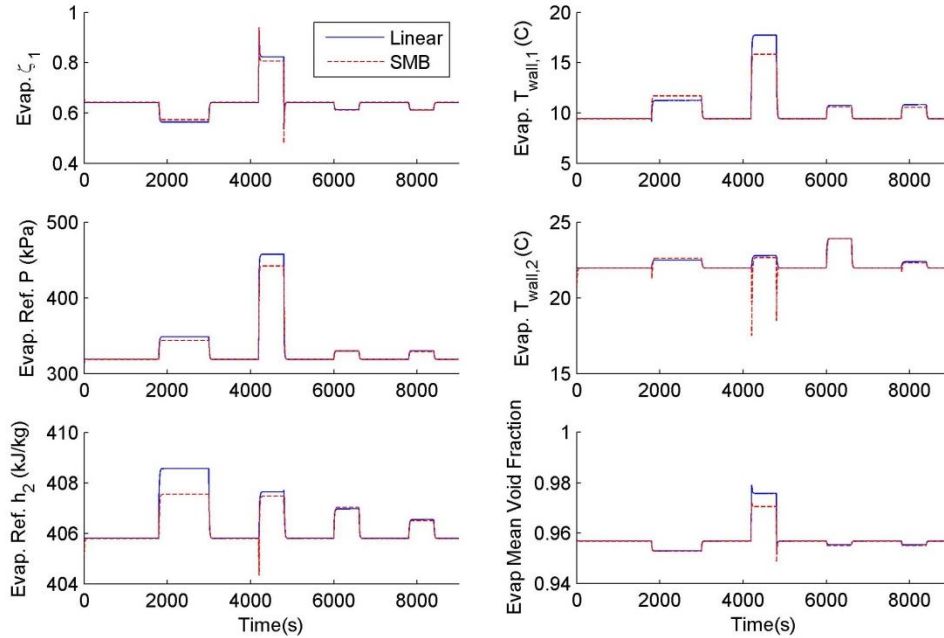 Evap. ζ1
1
0.8
0.6
0.4
0 2000 4000 6000 8000
Linear
SMB
Evap. Twall,1 (C)
20
15
10
5
0 2000 4000 6000 8000
Evap. Ref. P (kPa)
500
400
300
0 2000 4000 6000 8000
Evap. Twall,2 (C)
25
20
15
0 2000 4000 6000 8000
Evap. Ref. h2 (kJ/kg)
410
408
406
404
0 2000 4000 6000 8000
Time(s)
Evap Mean Void Fraction
1
0.98
0.96
0.94
0 2000 4000 6000 8000
Time(s)